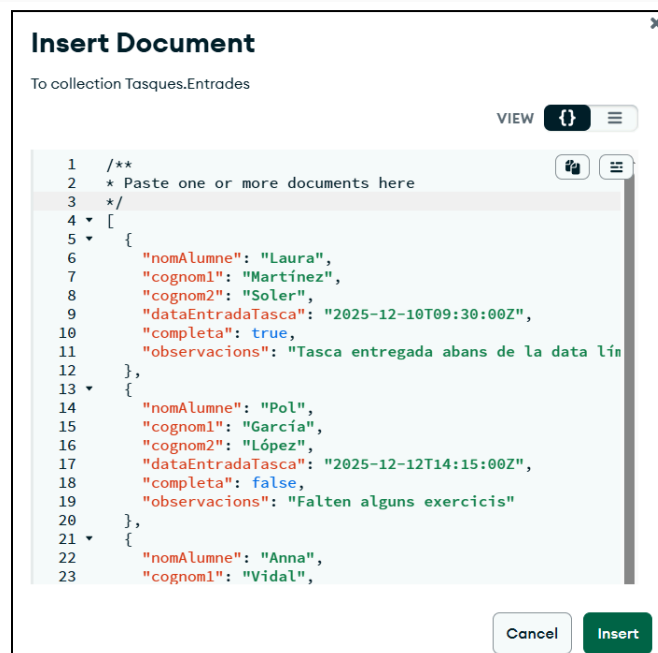 Insert Document
To collection Tasques.Entrades
VIEW {}
1 /**
2 * Paste one or more documents here
3 */
4 [
5 {
6 "nomAlumne": "Laura",
7 "cognom1": "Martínez",
8 "cognom2": "Soler",
9 "dataEntradaTasca": "2025-12-10T09:30:00Z",
10 "completa": true,
11 "observacions": "Tasca entregada abans de la data lím
12 },
13 {
14 "nomAlumne": "Pol",
15 "cognom1": "García",
16 "cognom2": "López",
17 "dataEntradaTasca": "2025-12-12T14:15:00Z",
18 "completa": false,
19 "observacions": "Falten alguns exercicis"
20 },
21 {
22 "nomAlumne": "Anna",
23 "cognom1": "Vidal",
Cancel
Insert